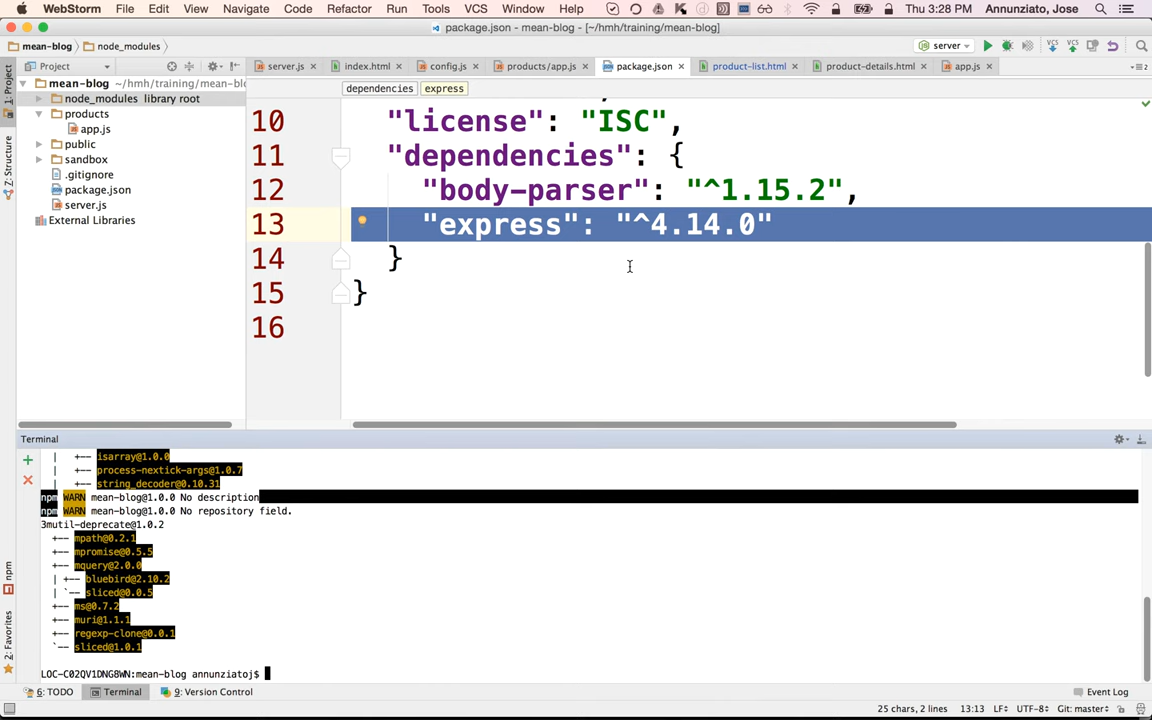 WebStorm File Edit View Navigate Code Refactor Run Tools VCS Window Help Thu 3:28 PM Annunziato, Jose
package.json - mean-blog - [~/hmh/training/mean-blog]
mean-blog node_modules server
Project server.js index.html config.js products/app.js package.json product-list.html product-details.html app.js
1: Project
Z: Structure
npm
2: Favorites
mean-blog ~/hmh/training/mean-bl
node_modules library root
products
app.js
public
sandbox
.gitignore
package.json
server.js
External Libraries
dependencies express
10 "license": "ISC",
11 "dependencies": {
12 "body-parser": "^1.15.2",
13 "express": "^4.14.0"
14 }
15 }
16
Terminal
| +-- isarray@1.0.0
| +-- process-nextick-args@1.0.7
| +-- string_decoder@0.10.31
npm WARN mean-blog@1.0.0 No description
npm WARN mean-blog@1.0.0 No repository field.
3mutil-deprecate@1.0.2
+-- mpath@0.2.1
+-- mpromise@0.5.5
+-- mquery@2.0.0
| +-- bluebird@2.10.2
| `-- sliced@0.0.5
+-- ms@0.7.2
+-- muri@1.1.1
+-- regexp-clone@0.0.1
`-- sliced@1.0.1
LOC-C02QV1DNG8WN:mean-blog annunziatoj$
6: TODO Terminal 9: Version Control Event Log
25 chars, 2 lines 13:13 LF÷ UTF-8÷ Git: master÷